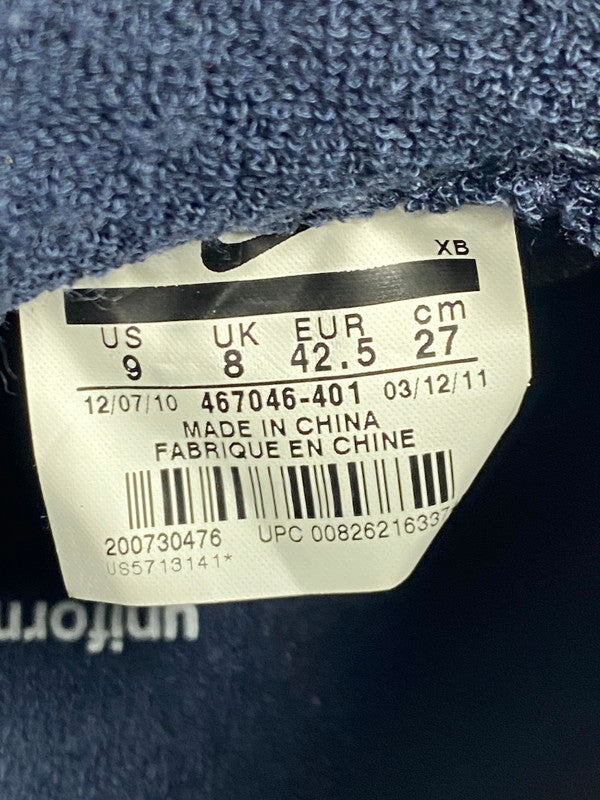 XB
US UK EUR cm
9 8 42.5 27
12/07/10 467046-401 03/12/11
MADE IN CHINA
FABRIQUE EN CHINE
200730476 UPC 00826216337
US5713141*
uniform